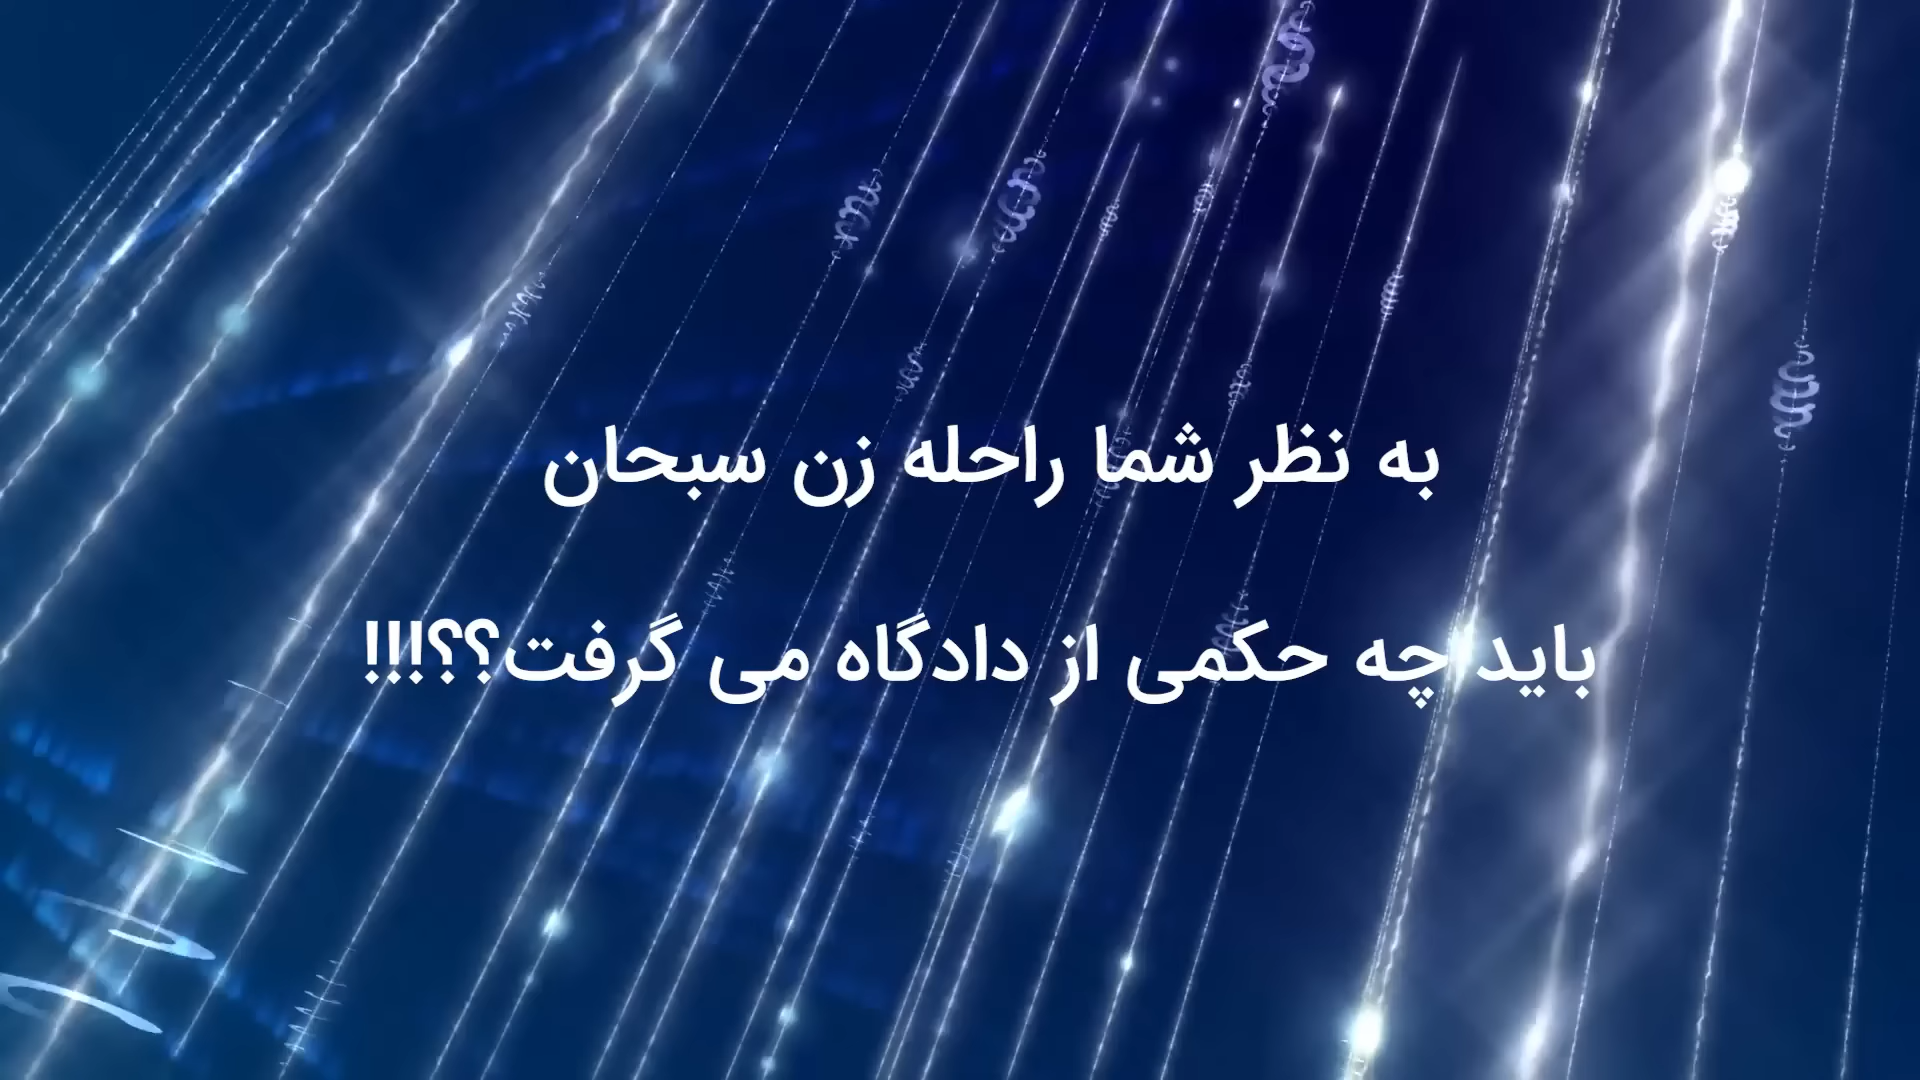 به نظر شما راحله زن سبحان
باید چه حکمی از دادگاه می گرفت؟؟!!!